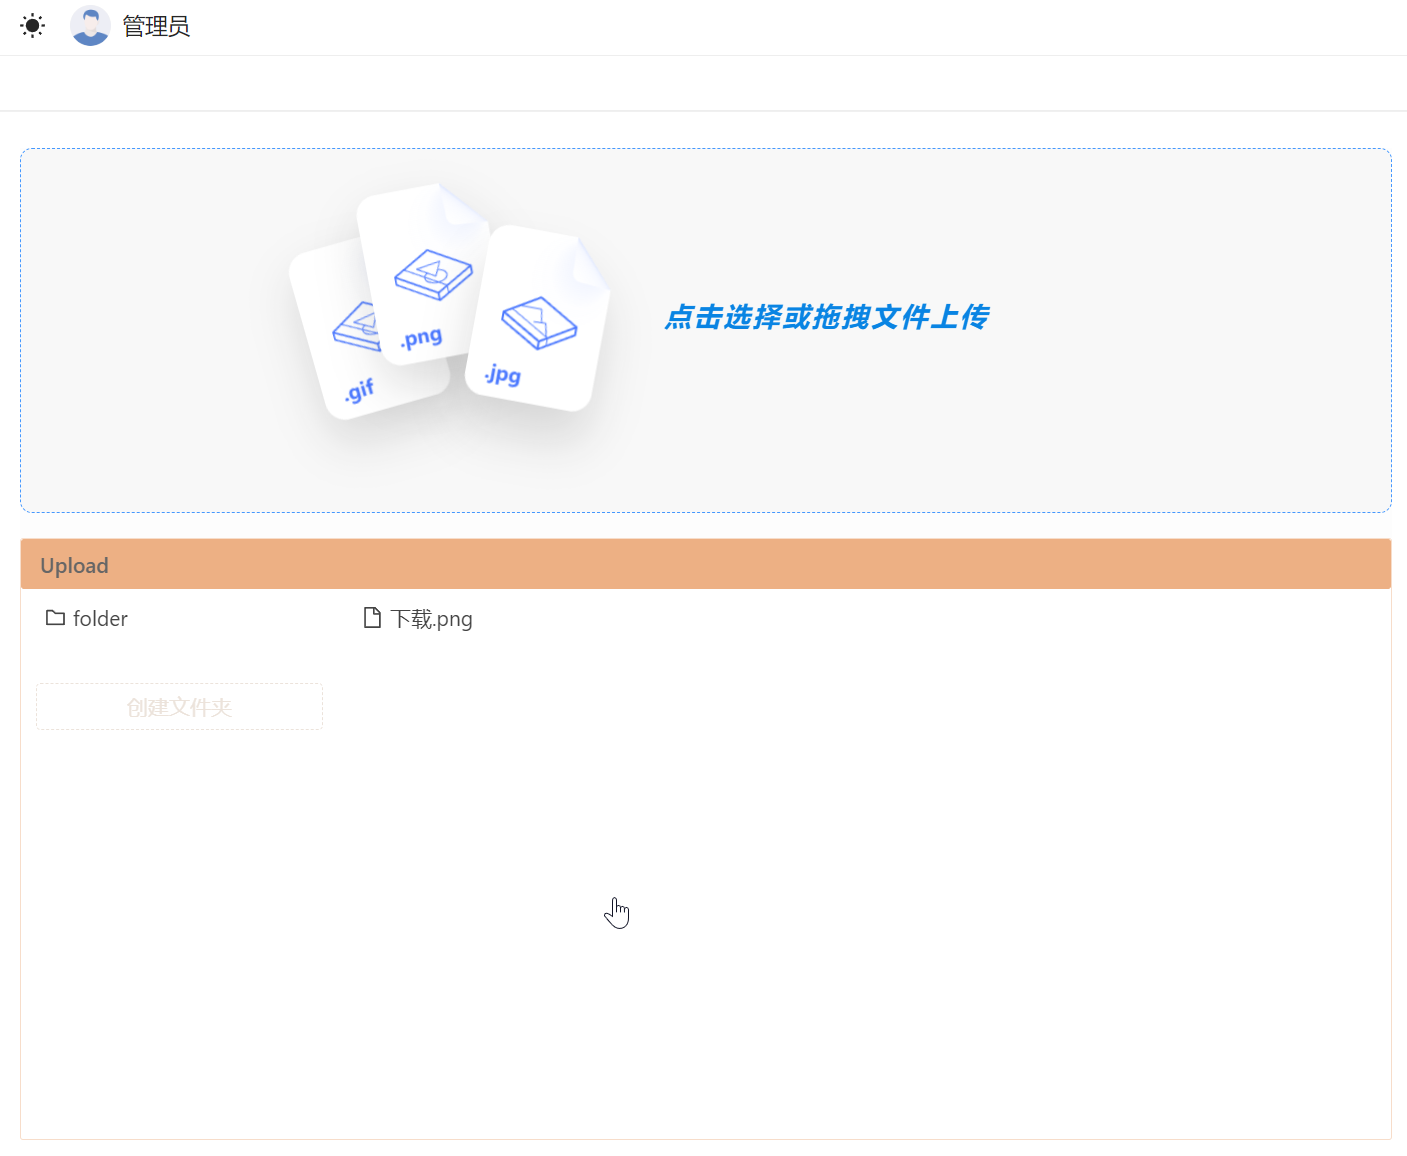 管理员
.gif
.png
.jpg
点击选择或拖拽文件上传
Upload
folder
下载.png
创建文件夹